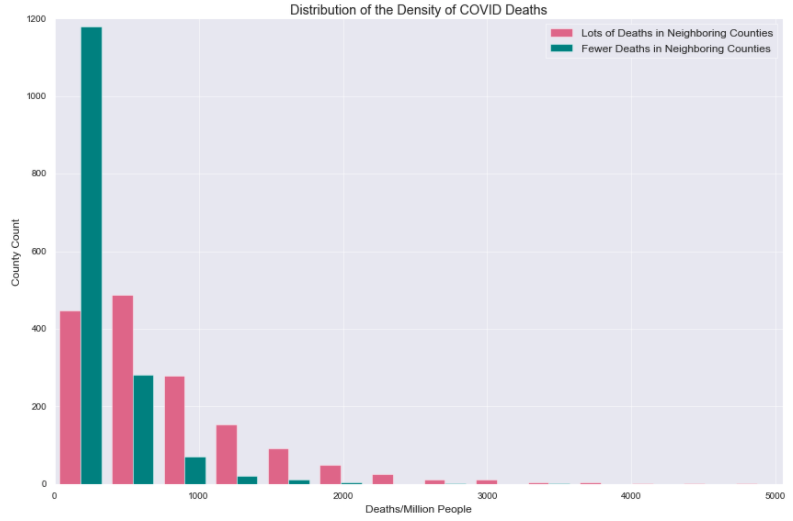 Distribution of the Density of COVID Deaths
Lots of Deaths in Neighboring Counties
Fewer Deaths in Neighboring Counties
1200
1000
800
600
400
200
0
County Count
0 1000 2000 3000 4000 5000
Deaths/Million People